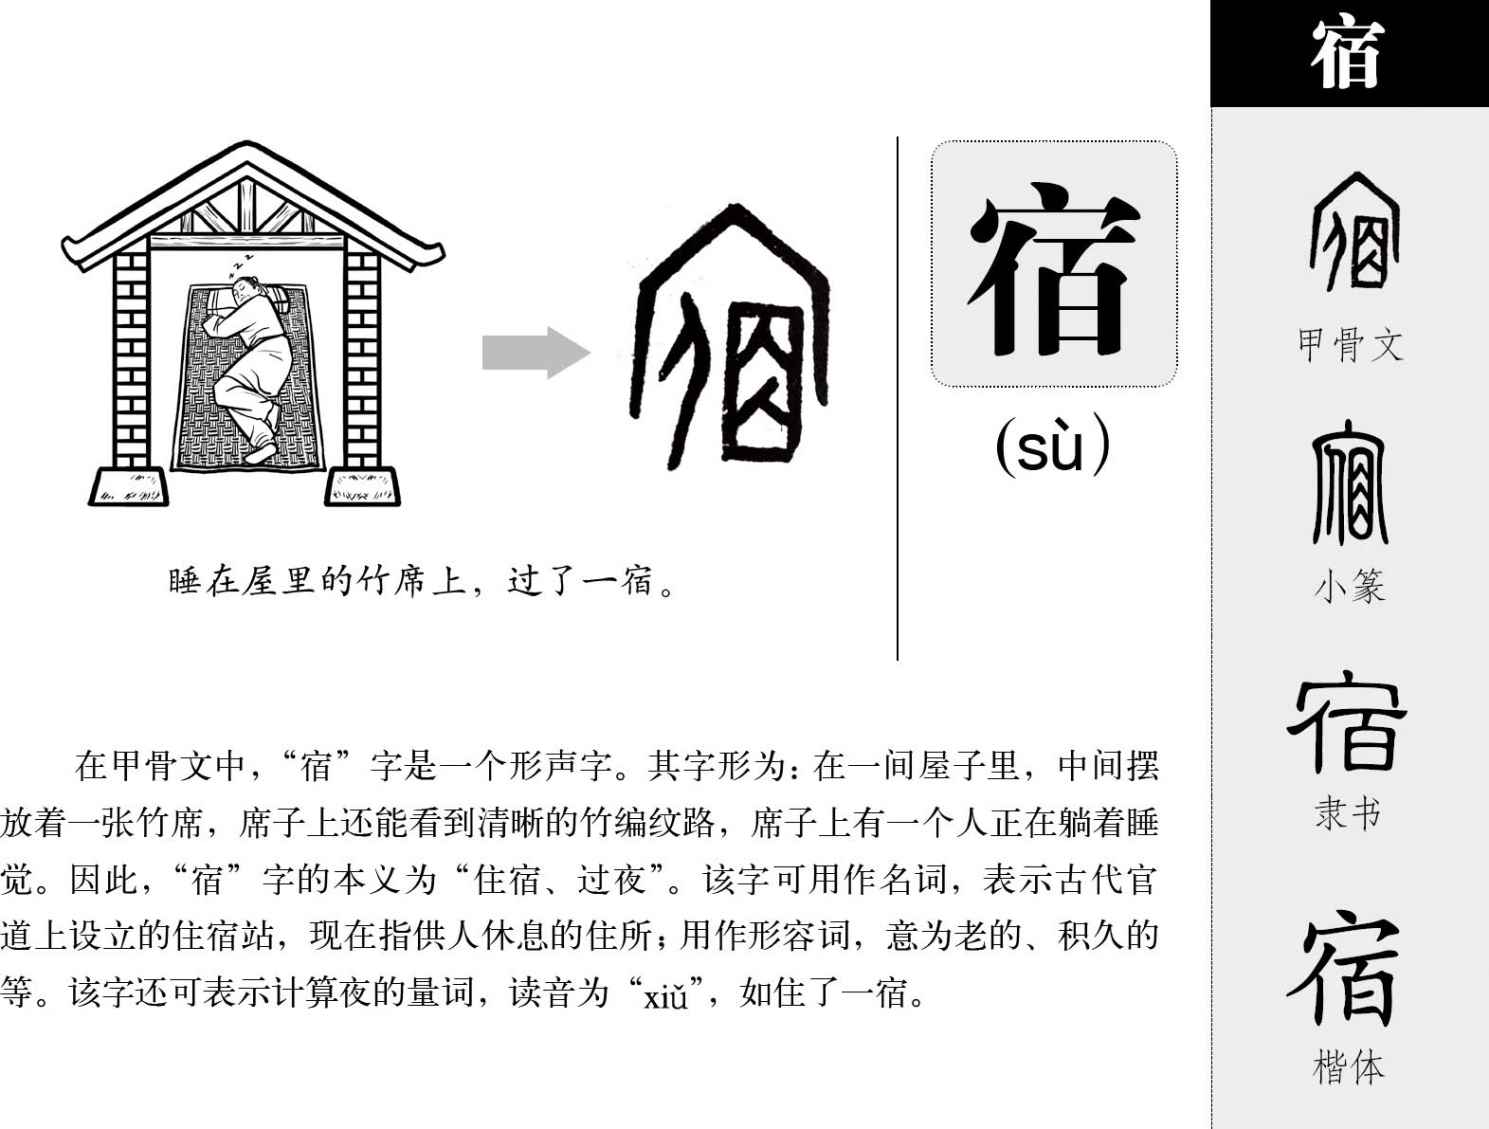 宿
宿
(sù)
睡在屋里的竹席上，过了一宿。
在甲骨文中，“宿”字是一个形声字。其字形为：在一间屋子里，中间摆
放着一张竹席，席子上还能看到清晰的竹编纹路，席子上有一个人正在躺着睡
觉。因此，“宿”字的本义为“住宿、过夜”。该字可用作名词，表示古代官
道上设立的住宿站，现在指供人休息的住所；用作形容词，意为老的、积久的
等。该字还可表示计算夜的量词，读音为“xiǔ”，如住了一宿。
宿
甲骨文
宿
小篆
宿
隶书
宿
楷体
zzz